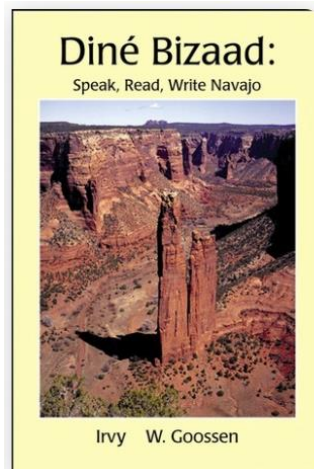 Diné Bizaad:
Speak, Read, Write Navajo
Irvy W. Goossen